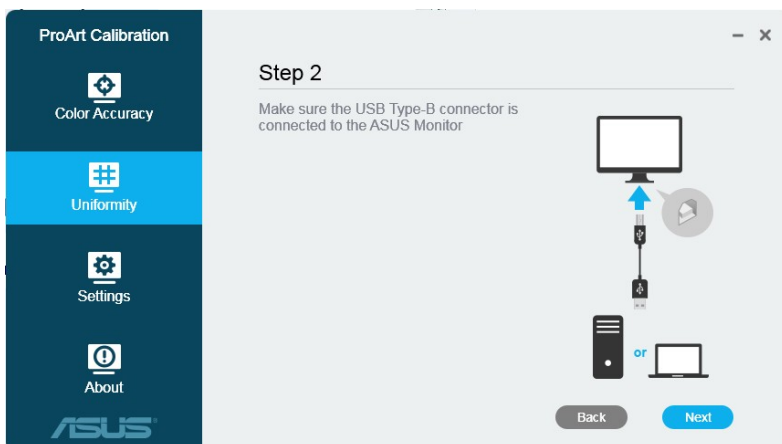 ProArt Calibration
Color Accuracy
Uniformity
Settings
About
ASUS
Step 2
Make sure the USB Type-B connector is
connected to the ASUS Monitor
or
Back
Next